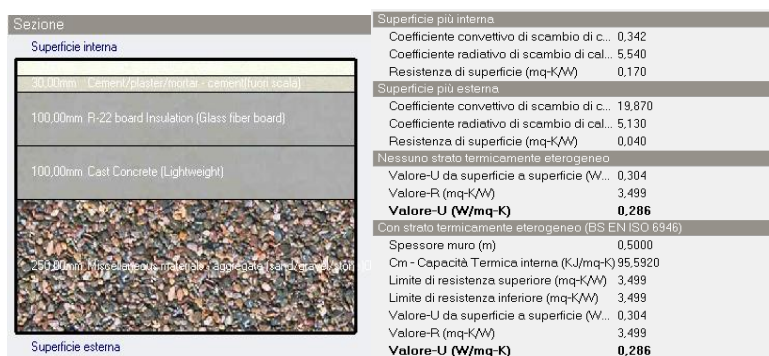 Sezione
Superficie interna
30,00mm Cement/plaster/mortar - cement(fuori scala)
100,00mm R-22 board Insulation (Glass fiber board)
100,00mm Cast Concrete (Lightweight)
250,00mm Miscellaneous materials - aggregate (sand/gravel/ston
Superficie esterna
Superficie più interna
Coefficiente convettivo di scambio di c... 0,342
Coefficiente radiativo di scambio di cal... 5,540
Resistenza di superficie (mq-K/W) 0,170
Superficie più esterna
Coefficiente convettivo di scambio di c... 19,870
Coefficiente radiativo di scambio di cal... 5,130
Resistenza di superficie (mq-K/W) 0,040
Nessuno strato termicamente eterogeneo
Valore-U da superficie a superficie (W... 0,304
Valore-R (mq-K/W) 3,499
Valore-U (W/mq-K) 0,286
Con strato termicamente eterogeneo (BS EN ISO 6946)
Spessore muro (m) 0,5000
Cm - Capacità Termica interna (KJ/mq-K) 95,5920
Limite di resistenza superiore (mq-K/W) 3,499
Limite di resistenza inferiore (mq-K/W) 3,499
Valore-U da superficie a superficie (W... 0,304
Valore-R (mq-K/W) 3,499
Valore-U (W/mq-K) 0,286